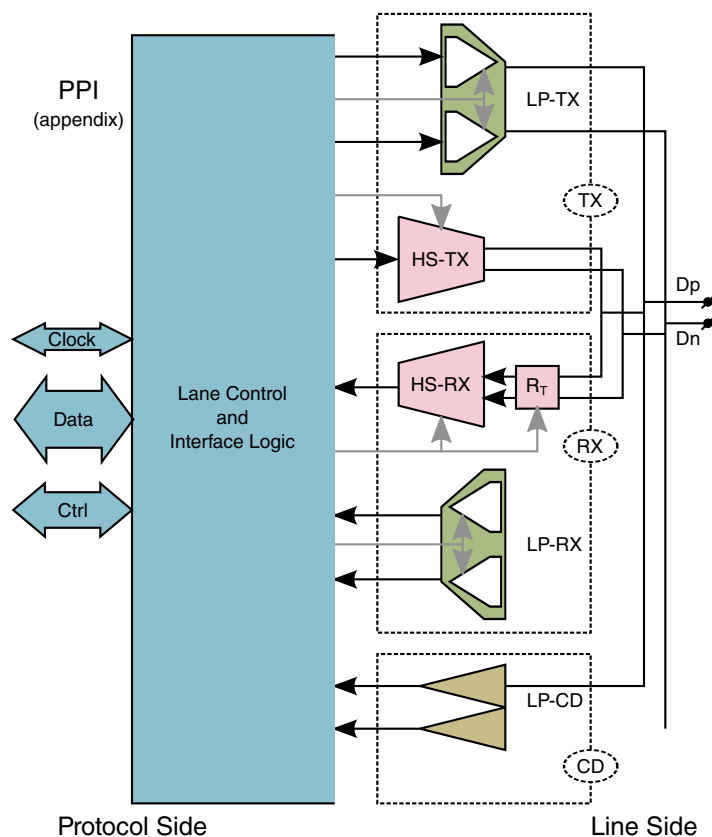 PPI
(appendix)
LP-TX
TX
HS-TX
Dp
Dn
Clock
Data
Ctrl
Lane Control
and
Interface Logic
HS-RX
RT
RX
LP-RX
LP-CD
CD
Protocol Side
Line Side